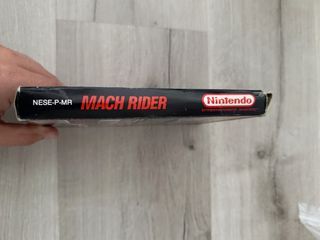 NESE-P-MR MACH RIDER Nintendo